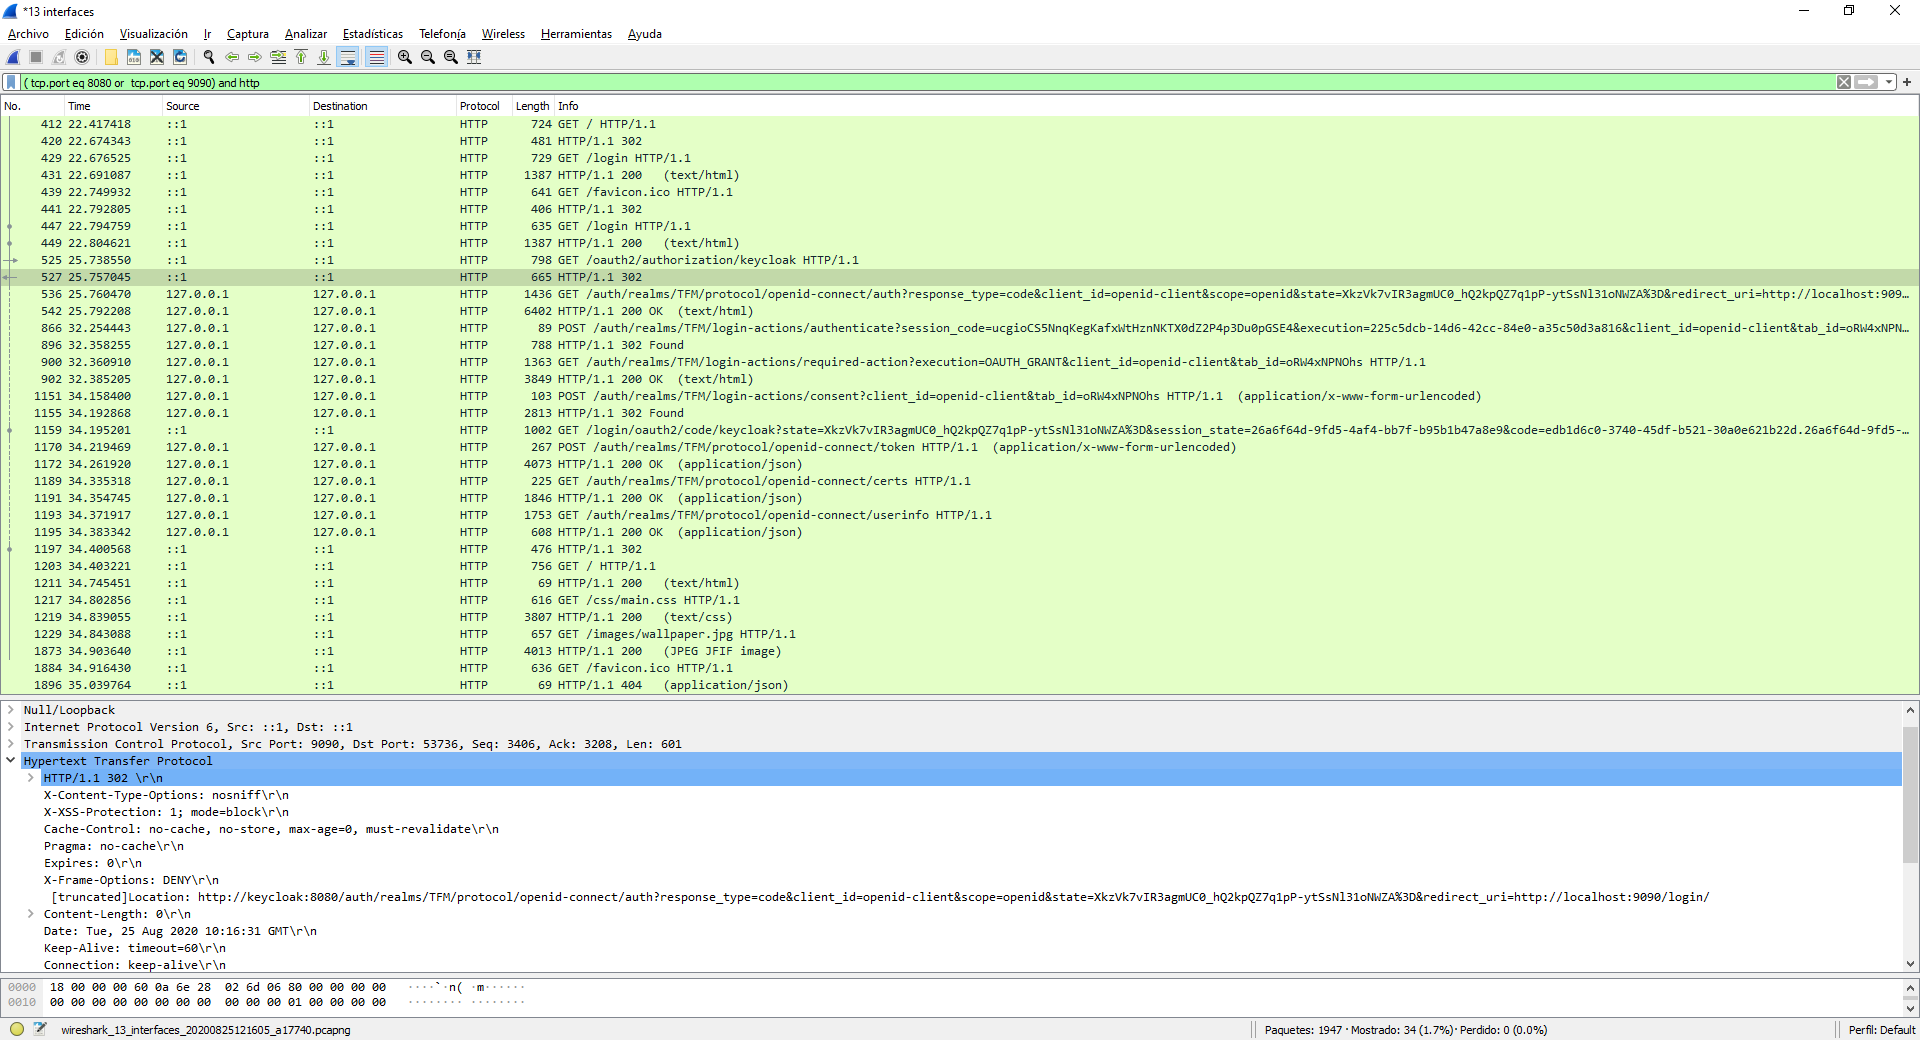 *13 interfaces
Archivo Edición Visualización Ir Captura Analizar Estadísticas Telefonía Wireless Herramientas Ayuda
( tcp.port eq 8080 or  tcp.port eq 9090) and http
No. Time Source Destination Protocol Length Info
412 22.417418 ::1 ::1 HTTP 724 GET / HTTP/1.1
420 22.674343 ::1 ::1 HTTP 481 HTTP/1.1 302
429 22.676525 ::1 ::1 HTTP 729 GET /login HTTP/1.1
431 22.691087 ::1 ::1 HTTP 1387 HTTP/1.1 200   (text/html)
439 22.749932 ::1 ::1 HTTP 641 GET /favicon.ico HTTP/1.1
441 22.792805 ::1 ::1 HTTP 406 HTTP/1.1 302
447 22.794759 ::1 ::1 HTTP 635 GET /login HTTP/1.1
449 22.804621 ::1 ::1 HTTP 1387 HTTP/1.1 200   (text/html)
525 25.738550 ::1 ::1 HTTP 798 GET /oauth2/authorization/keycloak HTTP/1.1
527 25.757045 ::1 ::1 HTTP 665 HTTP/1.1 302
536 25.760470 127.0.0.1 127.0.0.1 HTTP 1436 GET /auth/realms/TFM/protocol/openid-connect/auth?response_type=code&client_id=openid-client&scope=openid&state=XkzVk7vIR3agmUC0_hQ2kpQZ7q1pP-ytSsNl31oNWZA%3D&redirect_uri=http://localhost:909…
542 25.792208 127.0.0.1 127.0.0.1 HTTP 6402 HTTP/1.1 200 OK  (text/html)
866 32.254443 127.0.0.1 127.0.0.1 HTTP 89 POST /auth/realms/TFM/login-actions/authenticate?session_code=ucgioCS5NnqKegKafxWtHznNKTX0dZ2P4p3Du0pGSE4&execution=225c5dcb-14d6-42cc-84e0-a35c50d3a816&client_id=openid-client&tab_id=oRW4xNPN…
896 32.358255 127.0.0.1 127.0.0.1 HTTP 788 HTTP/1.1 302 Found
900 32.360910 127.0.0.1 127.0.0.1 HTTP 1363 GET /auth/realms/TFM/login-actions/required-action?execution=OAUTH_GRANT&client_id=openid-client&tab_id=oRW4xNPNOhs HTTP/1.1
902 32.385205 127.0.0.1 127.0.0.1 HTTP 3849 HTTP/1.1 200 OK  (text/html)
1151 34.158400 127.0.0.1 127.0.0.1 HTTP 103 POST /auth/realms/TFM/login-actions/consent?client_id=openid-client&tab_id=oRW4xNPNOhs HTTP/1.1  (application/x-www-form-urlencoded)
1155 34.192868 127.0.0.1 127.0.0.1 HTTP 2813 HTTP/1.1 302 Found
1159 34.195201 ::1 ::1 HTTP 1002 GET /login/oauth2/code/keycloak?state=XkzVk7vIR3agmUC0_hQ2kpQZ7q1pP-ytSsNl31oNWZA%3D&session_state=26a6f64d-9fd5-4af4-bb7f-b95b1b47a8e9&code=edb1d6c0-3740-45df-b521-30a0e621b22d.26a6f64d-9fd5-…
1170 34.219469 127.0.0.1 127.0.0.1 HTTP 267 POST /auth/realms/TFM/protocol/openid-connect/token HTTP/1.1  (application/x-www-form-urlencoded)
1172 34.261920 127.0.0.1 127.0.0.1 HTTP 4073 HTTP/1.1 200 OK  (application/json)
1189 34.335318 127.0.0.1 127.0.0.1 HTTP 225 GET /auth/realms/TFM/protocol/openid-connect/certs HTTP/1.1
1191 34.354745 127.0.0.1 127.0.0.1 HTTP 1846 HTTP/1.1 200 OK  (application/json)
1193 34.371917 127.0.0.1 127.0.0.1 HTTP 1753 GET /auth/realms/TFM/protocol/openid-connect/userinfo HTTP/1.1
1195 34.383342 127.0.0.1 127.0.0.1 HTTP 608 HTTP/1.1 200 OK  (application/json)
1197 34.400568 ::1 ::1 HTTP 476 HTTP/1.1 302
1203 34.403221 ::1 ::1 HTTP 756 GET / HTTP/1.1
1211 34.745451 ::1 ::1 HTTP 69 HTTP/1.1 200   (text/html)
1217 34.802856 ::1 ::1 HTTP 616 GET /css/main.css HTTP/1.1
1219 34.839055 ::1 ::1 HTTP 3807 HTTP/1.1 200   (text/css)
1229 34.843088 ::1 ::1 HTTP 657 GET /images/wallpaper.jpg HTTP/1.1
1873 34.903640 ::1 ::1 HTTP 4013 HTTP/1.1 200   (JPEG JFIF image)
1884 34.916430 ::1 ::1 HTTP 636 GET /favicon.ico HTTP/1.1
1896 35.039764 ::1 ::1 HTTP 69 HTTP/1.1 404   (application/json)
Null/Loopback
Internet Protocol Version 6, Src: ::1, Dst: ::1
Transmission Control Protocol, Src Port: 9090, Dst Port: 53736, Seq: 3406, Ack: 3208, Len: 601
Hypertext Transfer Protocol
HTTP/1.1 302 \r\n
X-Content-Type-Options: nosniff\r\n
X-XSS-Protection: 1; mode=block\r\n
Cache-Control: no-cache, no-store, max-age=0, must-revalidate\r\n
Pragma: no-cache\r\n
Expires: 0\r\n
X-Frame-Options: DENY\r\n
[truncated]Location: http://keycloak:8080/auth/realms/TFM/protocol/openid-connect/auth?response_type=code&client_id=openid-client&scope=openid&state=XkzVk7vIR3agmUC0_hQ2kpQZ7q1pP-ytSsNl31oNWZA%3D&redirect_uri=http://localhost:9090/login/
Content-Length: 0\r\n
Date: Tue, 25 Aug 2020 10:16:31 GMT\r\n
Keep-Alive: timeout=60\r\n
Connection: keep-alive\r\n
0000 18 00 00 00 60 0a 6e 28  02 6d 06 80 00 00 00 00 ····`·n( ·m······
0010 00 00 00 00 00 00 00 00  00 00 00 01 00 00 00 00 ········ ········
wireshark_13_interfaces_20200825121605_a17740.pcapng Paquetes: 1947 · Mostrado: 34 (1.7%) · Perdido: 0 (0.0%) Perfil: Default